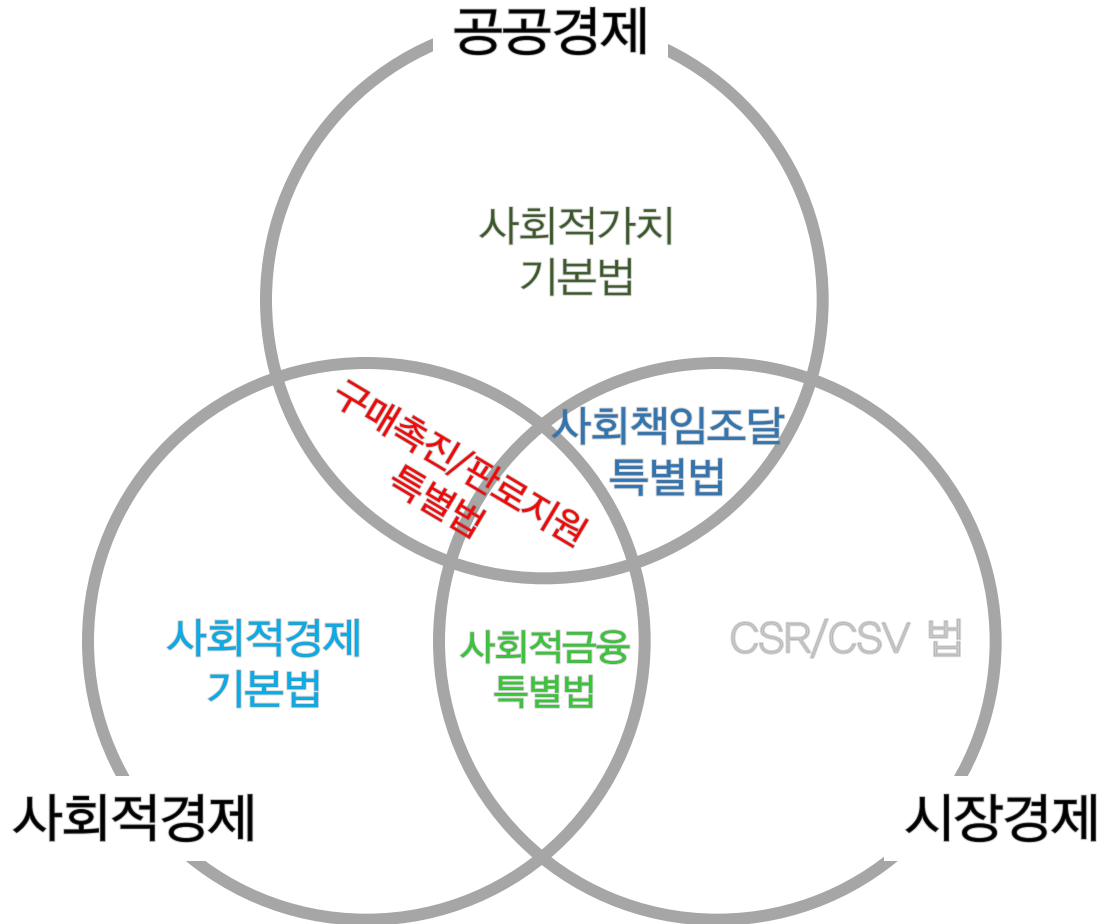 공공경제
사회적가치
기본법
구매촉진/판로지원
특별법
사회책임조달
특별법
사회적경제
기본법
사회적금융
특별법
CSR/CSV 법
사회적경제
시장경제